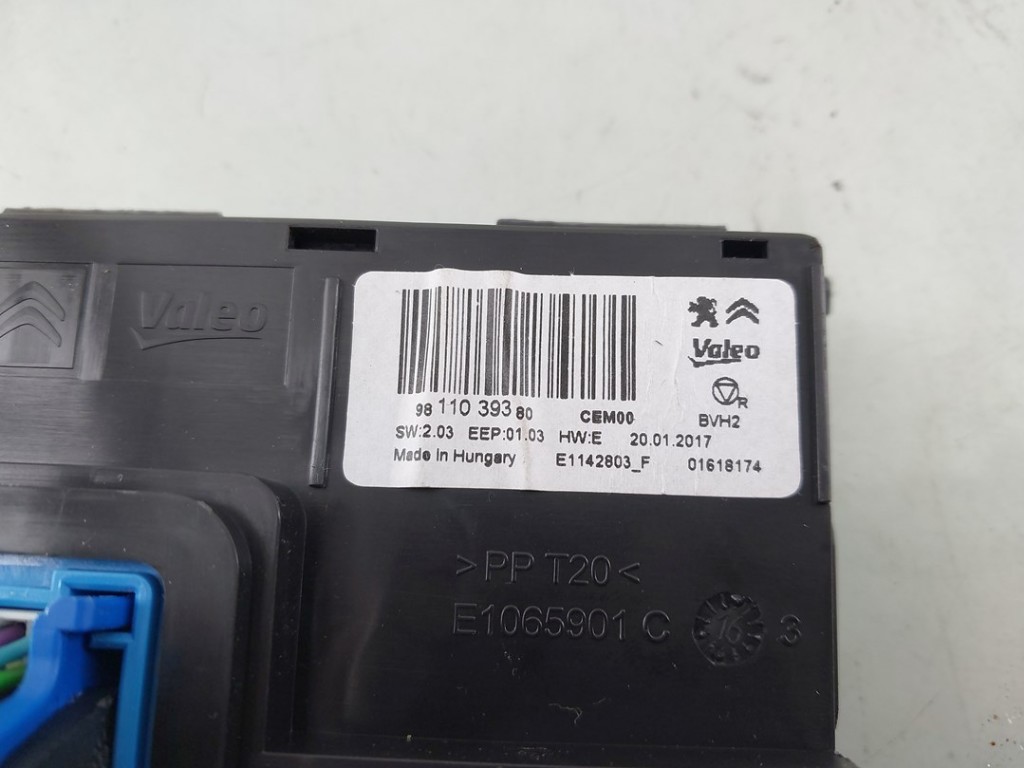 Valeo
Valeo
R
98 110 393 80 CEM00 BVH2
SW:2.03 EEP:01.03 HW:E 20.01.2017
Made in Hungary E1142803_F 01618174
>PP T20<
E1065901 C 16 3